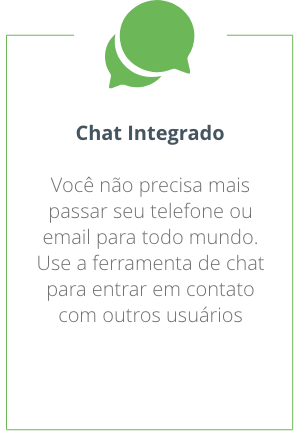 Chat Integrado
Você não precisa mais
passar seu telefone ou
email para todo mundo.
Use a ferramenta de chat
para entrar em contato
com outros usuários